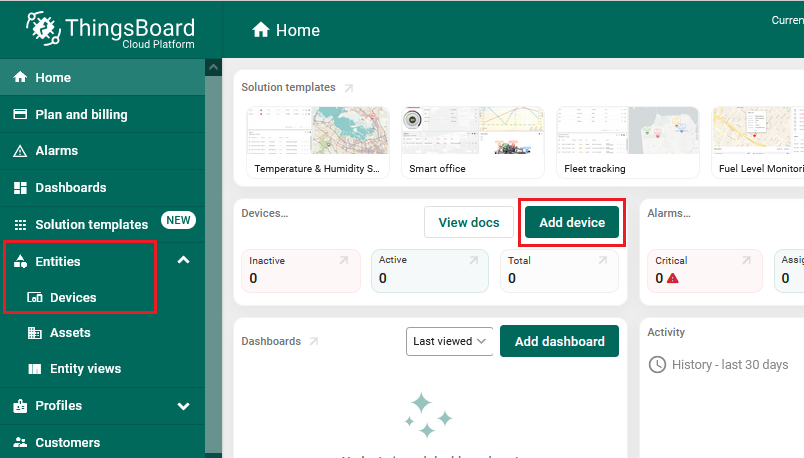 ThingsBoard
Cloud Platform
Home
Curren
Home
Plan and billing
Alarms
Dashboards
Solution templates
NEW
Entities
Devices
Assets
Entity views
Profiles
Customers
Solution templates
Temperature & Humidity S...
Smart office
Fleet tracking
Fuel Level Monitori
Devices...
View docs
Add device
Inactive
0
Active
0
Total
0
Alarms...
Critical
0
Assig
0
Dashboards
Last viewed
Add dashboard
Activity
History - last 30 days